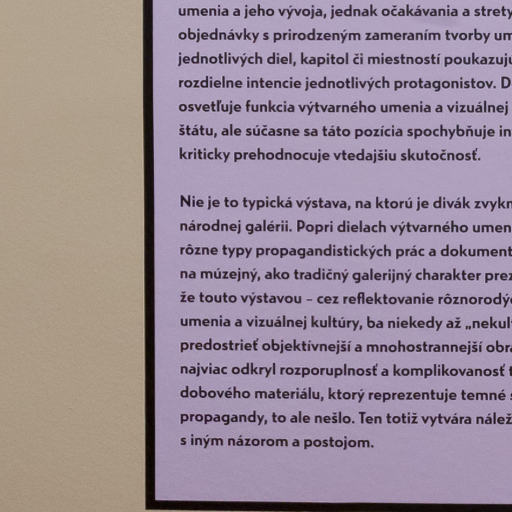 umenia a jeho vývoja, jednak očakávania a strety
objednávky s prirodzeným zameraním tvorby um
jednotlivých diel, kapitol či miestností poukazujú
rozdielne intencie jednotlivých protagonistov. D
osvetľuje funkcia výtvarného umenia a vizuálnej
štátu, ale súčasne sa táto pozícia spochybňuje in
kriticky prehodnocuje vtedajšiu skutočnosť.
Nie je to typická výstava, na ktorú je divák zvykn
národnej galérii. Popri dielach výtvarného umen
rôzne typy propagandistických prác a dokument
na múzejný, ako tradičný galerijný charakter prez
že touto výstavou – cez reflektovanie rôznorodýc
umenia a vizuálnej kultúry, ba niekedy až „nekul
predostrieť objektívnejší a mnohostrannejší obra
najviac odkryl rozporuplnosť a komplikovanosť t
dobového materiálu, ktorý reprezentuje temné s
propagandy, to ale nešlo. Ten totiž vytvára nálež
s iným názorom a postojom.